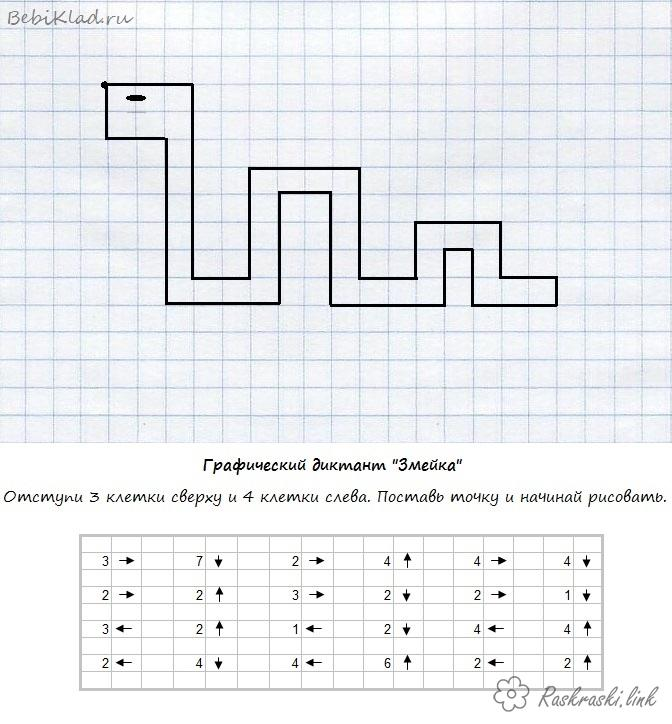 BebiKlad.ru
Графический диктант "Змейка"
Отступи 3 клетки сверху и 4 клетки слева. Поставь точку и начинай рисовать.
3 → 7 ↓ 2 → 4 ↑ 4 → 4 ↓
2 → 2 ↑ 3 → 2 ↓ 2 → 1 ↓
3 ← 2 ↑ 1 ← 2 ↓ 4 ← 4 ↑
2 ← 4 ↓ 4 ← 6 ↑ 2 ← 2 ↑
Raskraski.link